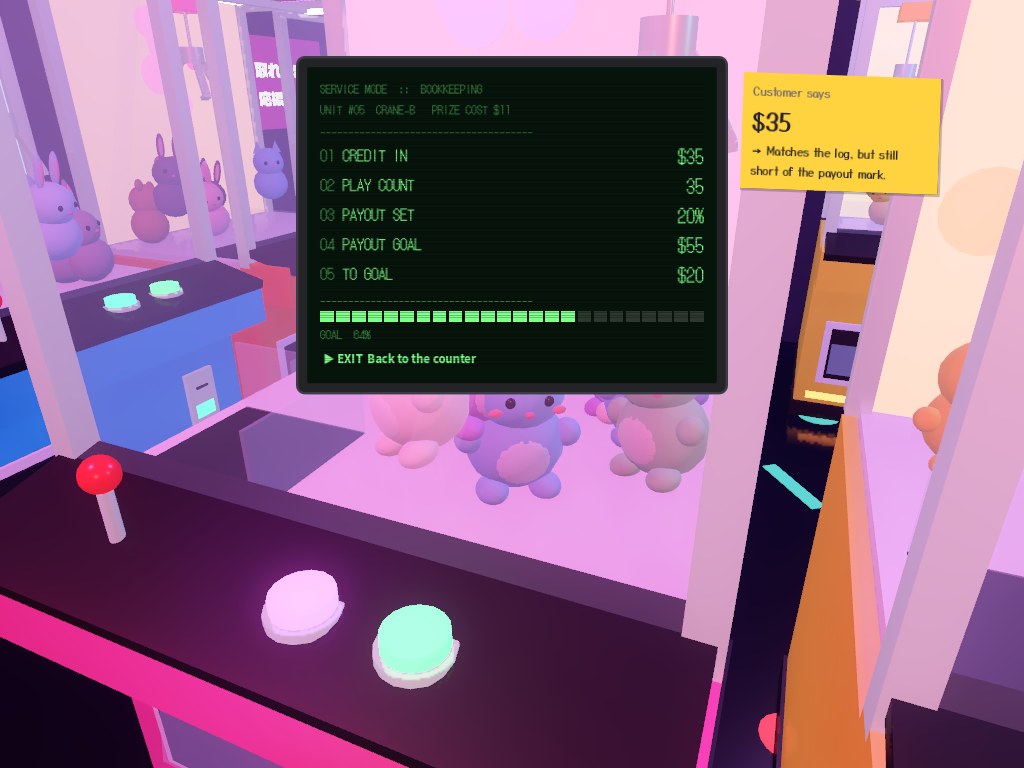 SERVICE MODE :: BOOKKEEPING
UNIT #05 CRANE-B PRIZE COST $11
01 CREDIT IN $35
02 PLAY COUNT 35
03 PAYOUT SET 20%
04 PAYOUT GOAL $55
05 TO GOAL $20
GOAL 64%
▶ EXIT Back to the counter
Customer says
$35
→ Matches the log, but still
short of the payout mark.